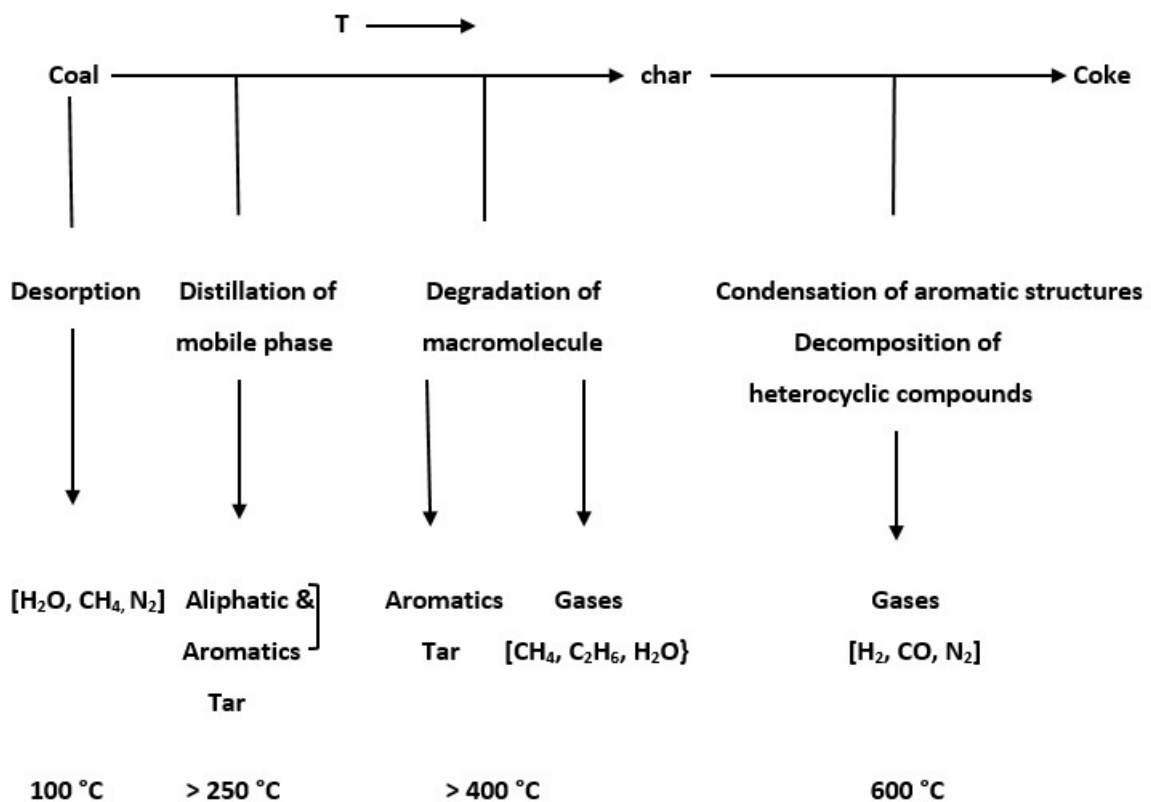 T
Coal char Coke
Desorption Distillation of Degradation of Condensation of aromatic structures
mobile phase macromolecule Decomposition of
heterocyclic compounds
[H₂O, CH₄, N₂] Aliphatic & Aromatics Gases Gases
Aromatics Tar [CH₄, C₂H₆, H₂O} [H₂, CO, N₂]
Tar
100 °C > 250 °C > 400 °C 600 °C